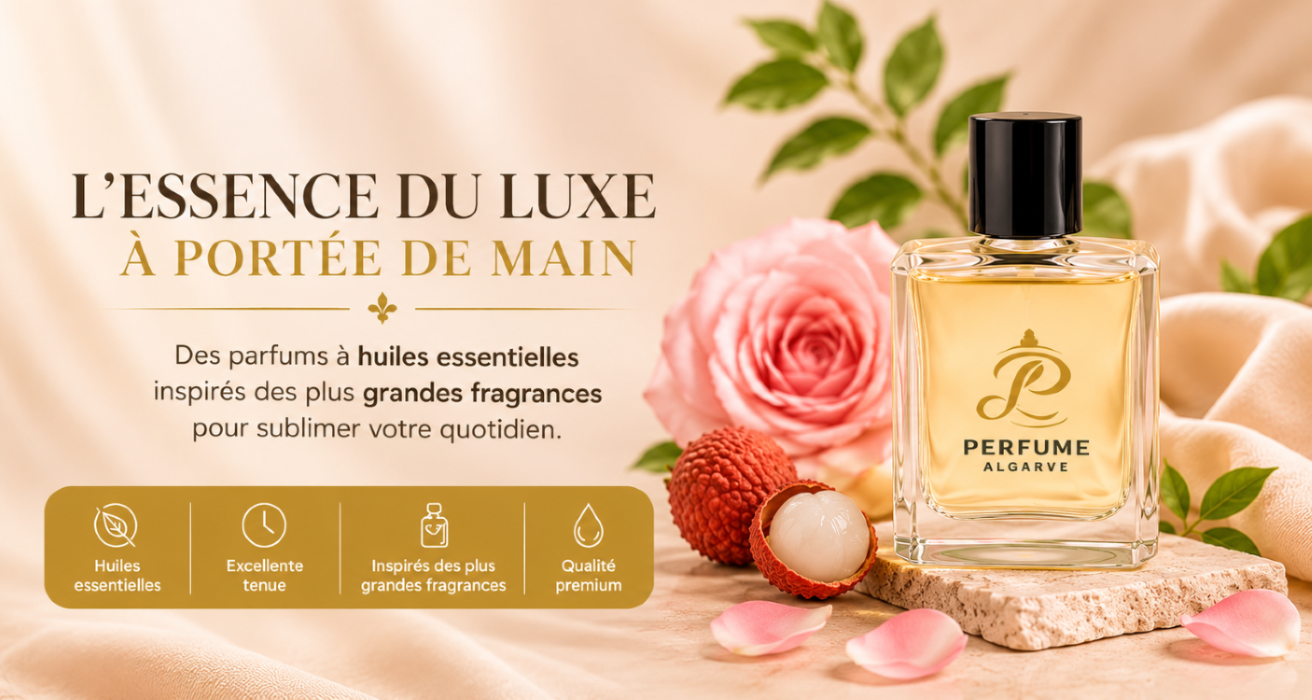 L'ESSENCE DU LUXE
À PORTÉE DE MAIN
Des parfums à huiles essentielles
inspirés des plus grandes fragrances
pour sublimer votre quotidien.
Huiles
essentielles
Excellente
tenue
Inspirés des plus
grandes fragrances
Qualité
premium
PERFUME
ALGARVE